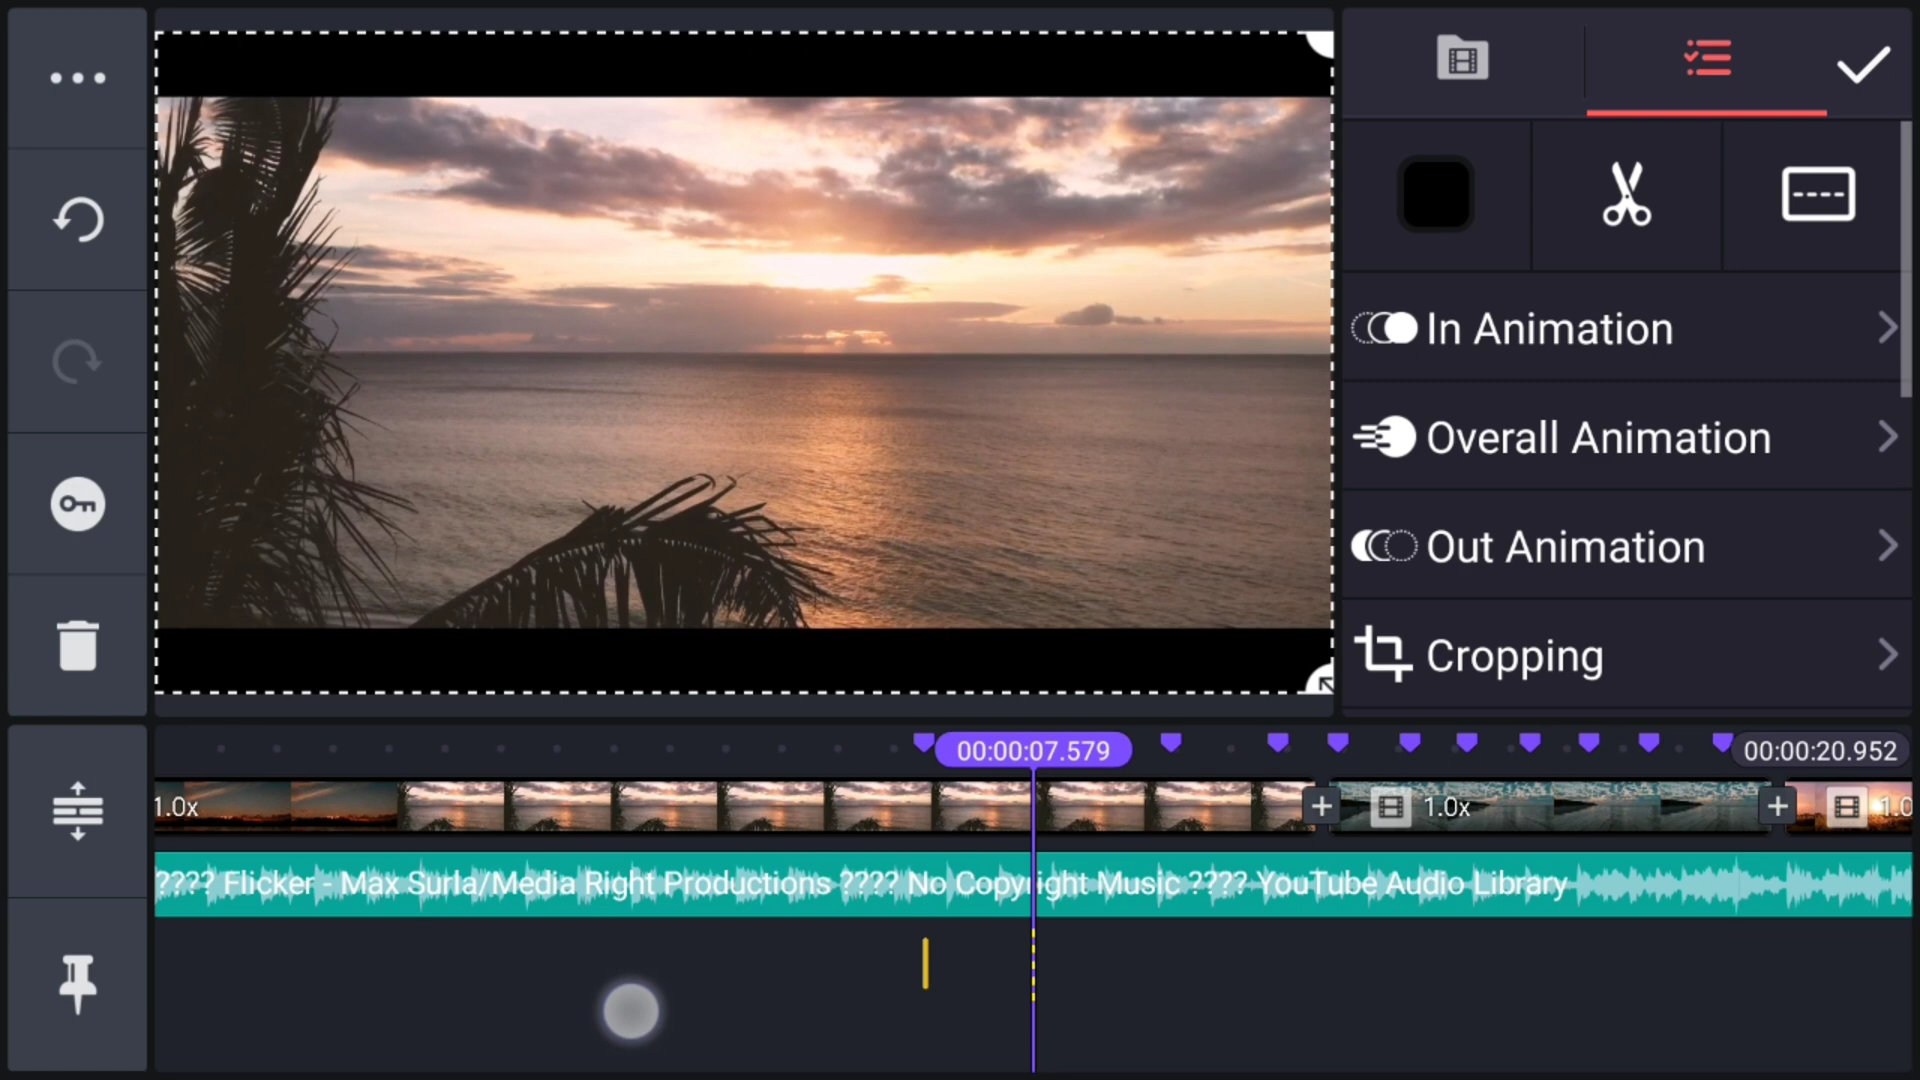 In Animation
Overall Animation
Out Animation
Cropping
00:00:07.579
00:00:20.952
1.0x
1.0x
1.0
???? Flicker - Max Surla/Media Right Productions ???? No Copyright Music ???? YouTube Audio Library